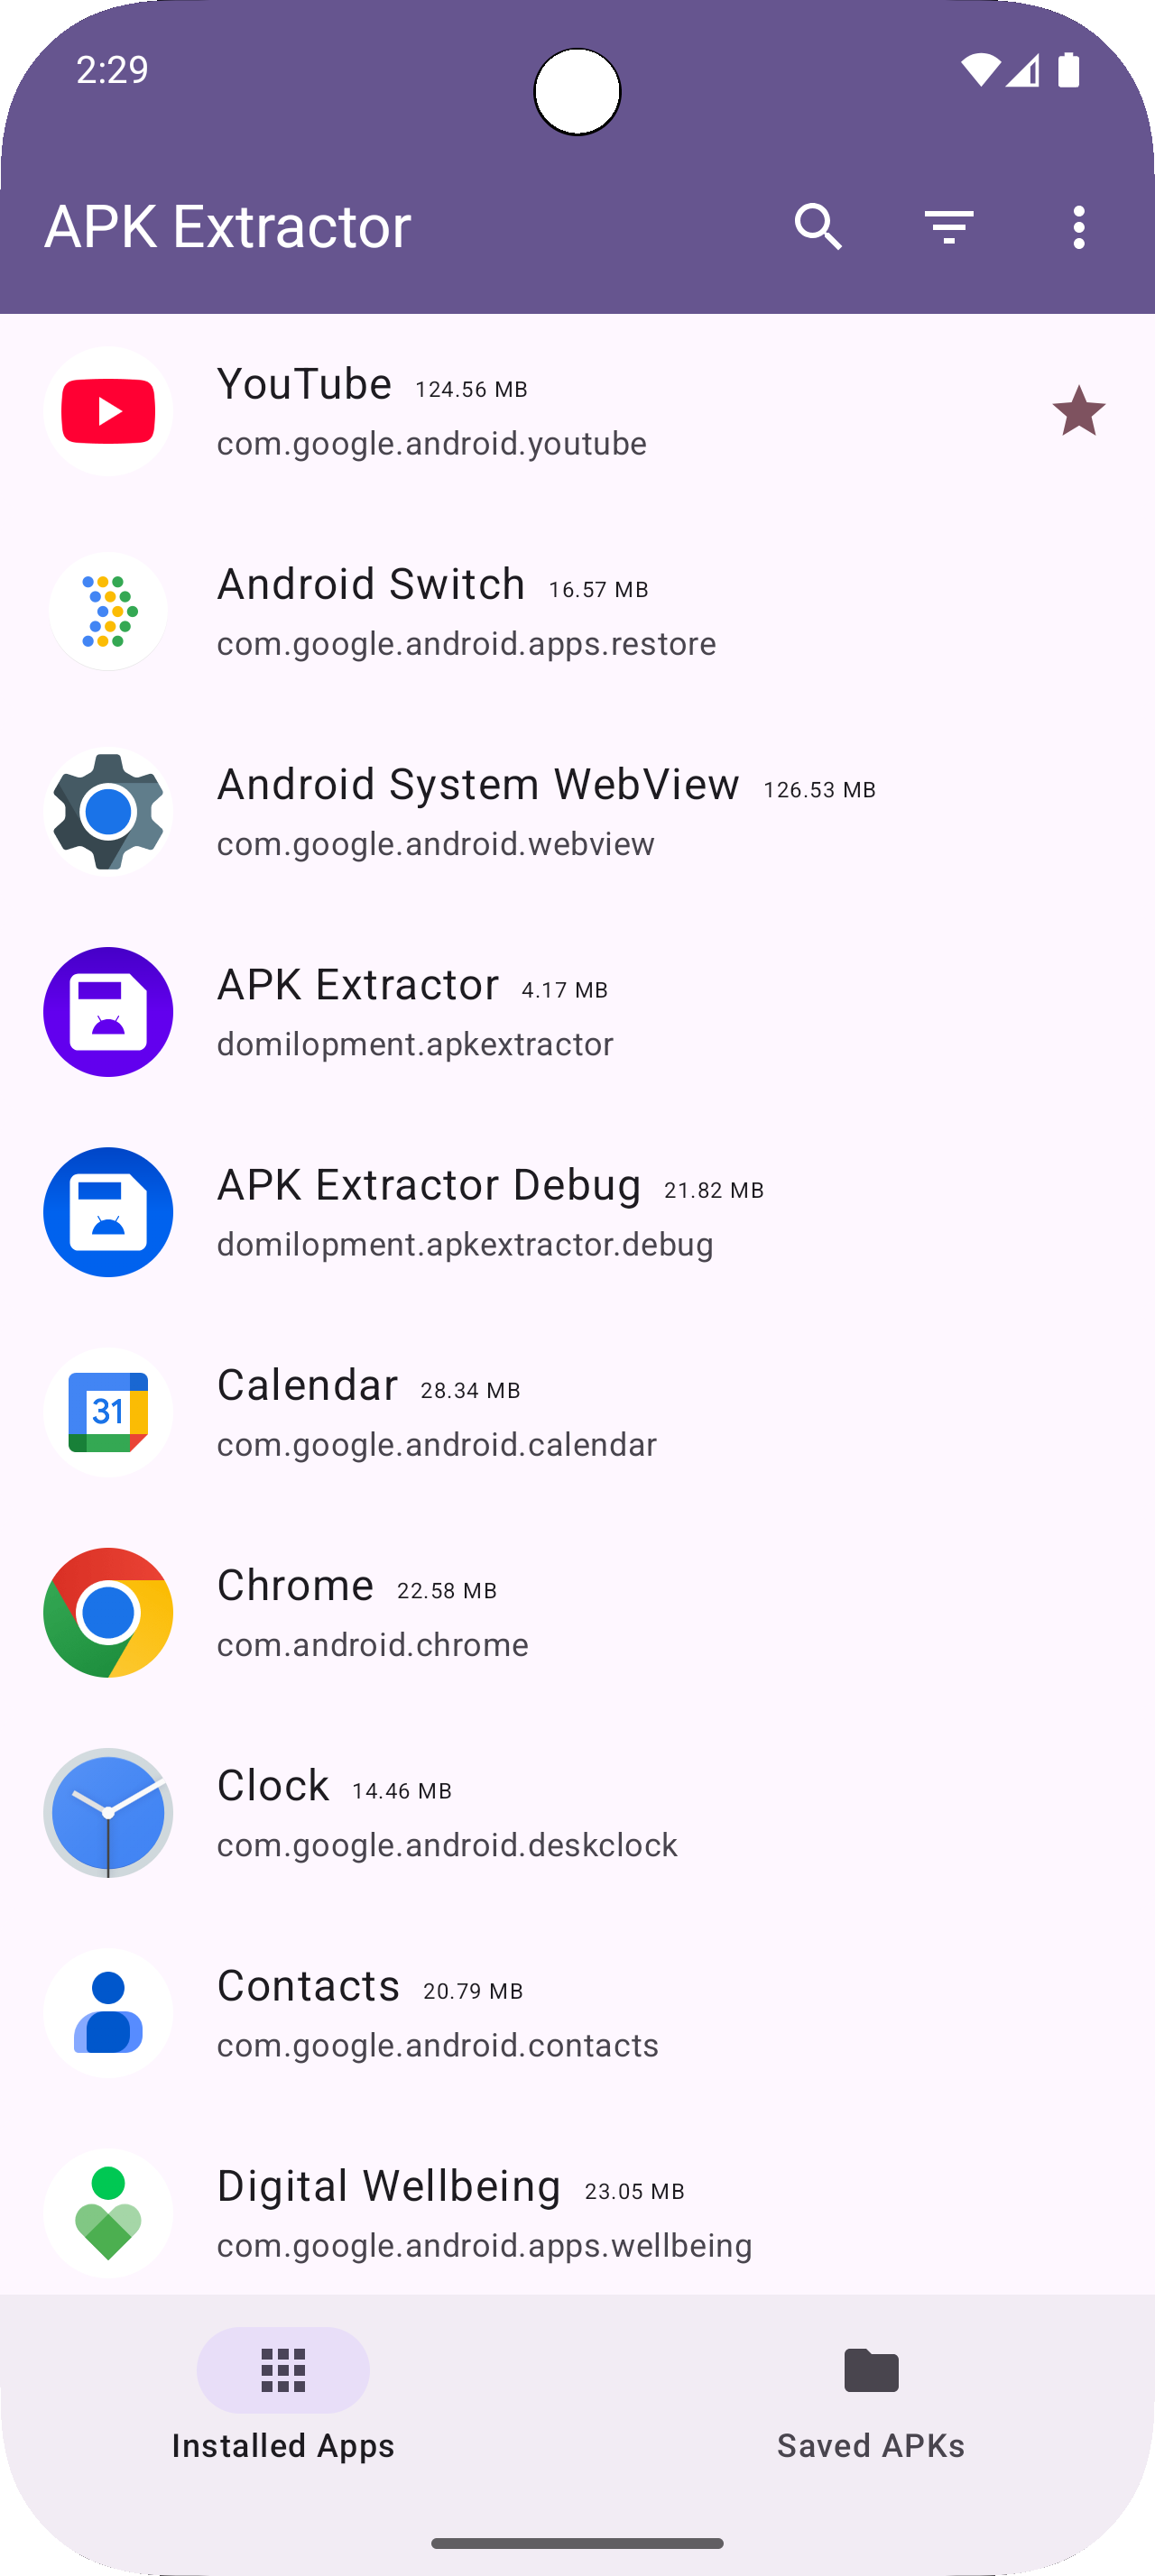 2:29
APK Extractor
YouTube 124.56 MB
com.google.android.youtube
Android Switch 16.57 MB
com.google.android.apps.restore
Android System WebView 126.53 MB
com.google.android.webview
APK Extractor 4.17 MB
domilopment.apkextractor
APK Extractor Debug 21.82 MB
domilopment.apkextractor.debug
31
Calendar 28.34 MB
com.google.android.calendar
Chrome 22.58 MB
com.android.chrome
Clock 14.46 MB
com.google.android.deskclock
Contacts 20.79 MB
com.google.android.contacts
Digital Wellbeing 23.05 MB
com.google.android.apps.wellbeing
Installed Apps
Saved APKs